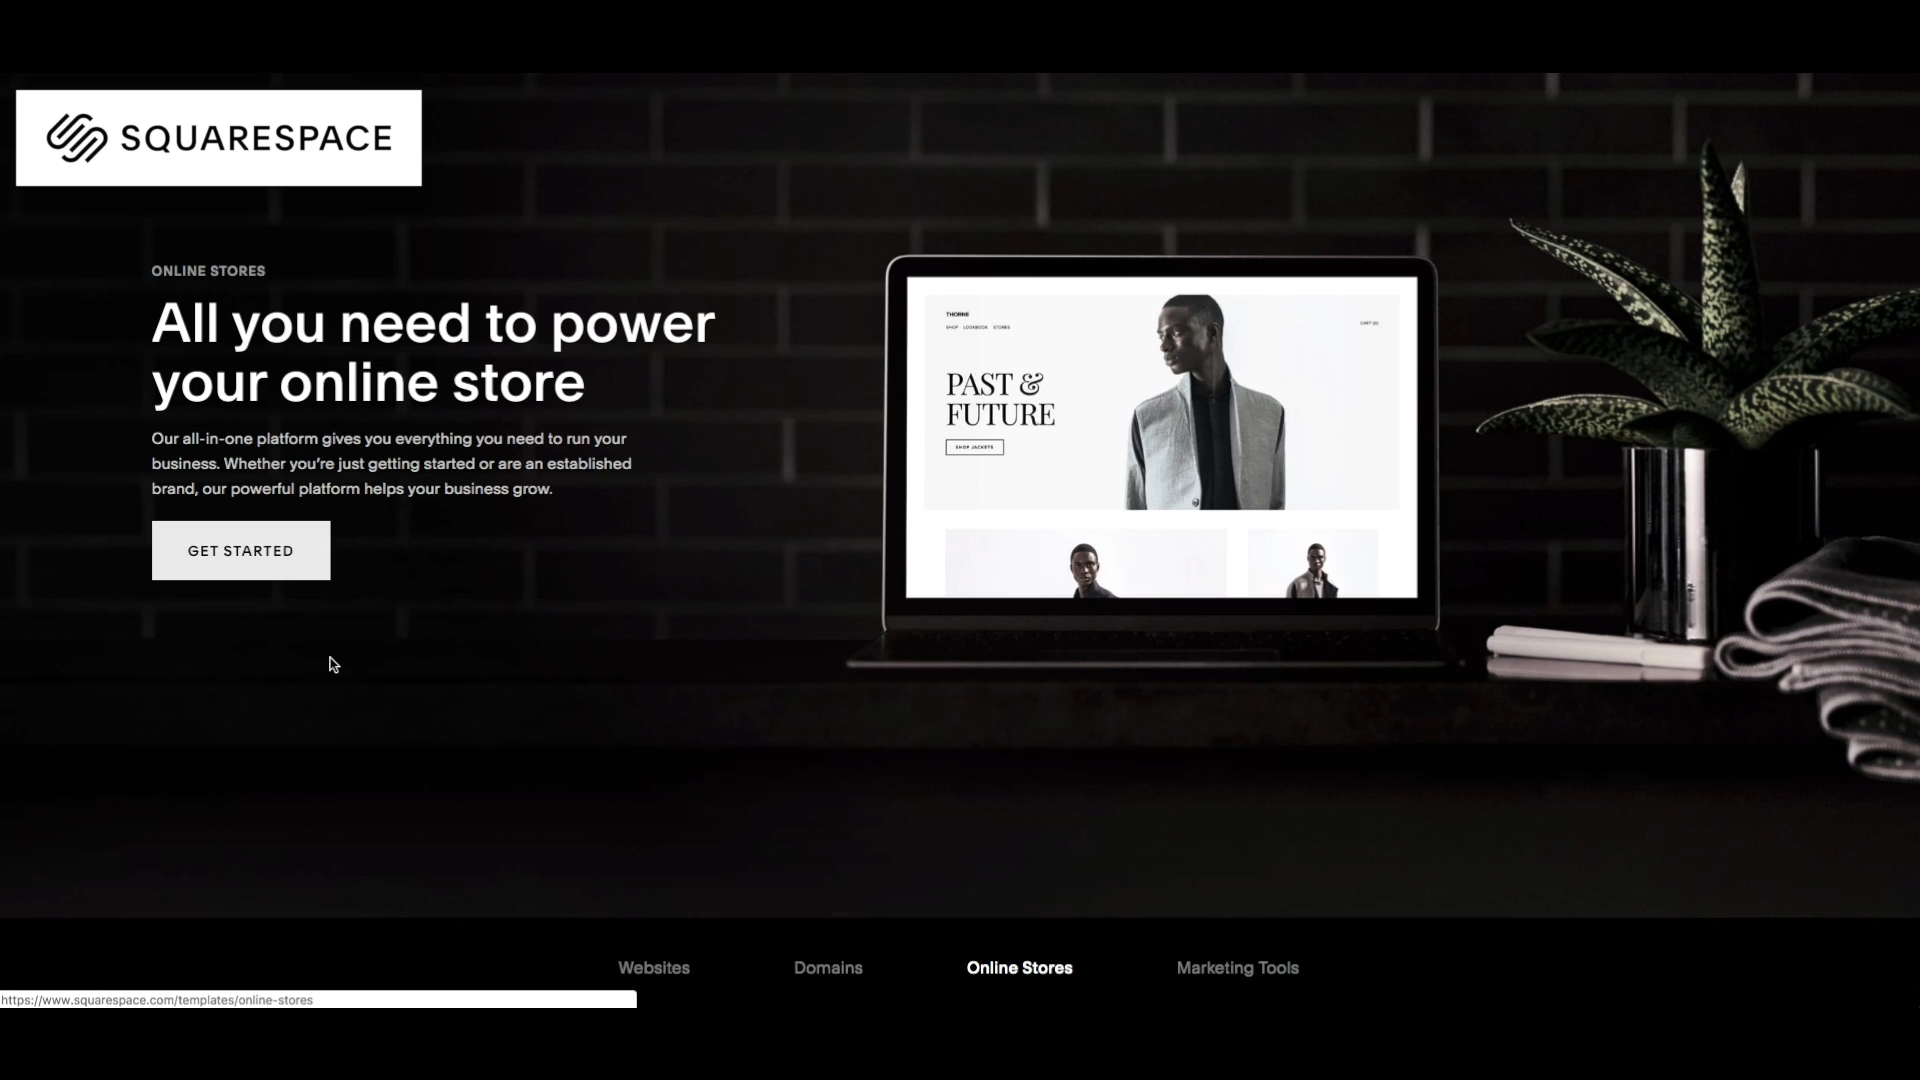 SQUARESPACE
ONLINE STORES
All you need to power
your online store
Our all-in-one platform gives you everything you need to run your
business. Whether you’re just getting started or are an established
brand, our powerful platform helps your business grow.
GET STARTED
THORNE
SHOP LOOKBOOK STORES
CART (0)
PAST &
FUTURE
SHOP JACKETS
Websites Domains Online Stores Marketing Tools
https://www.squarespace.com/templates/online-stores